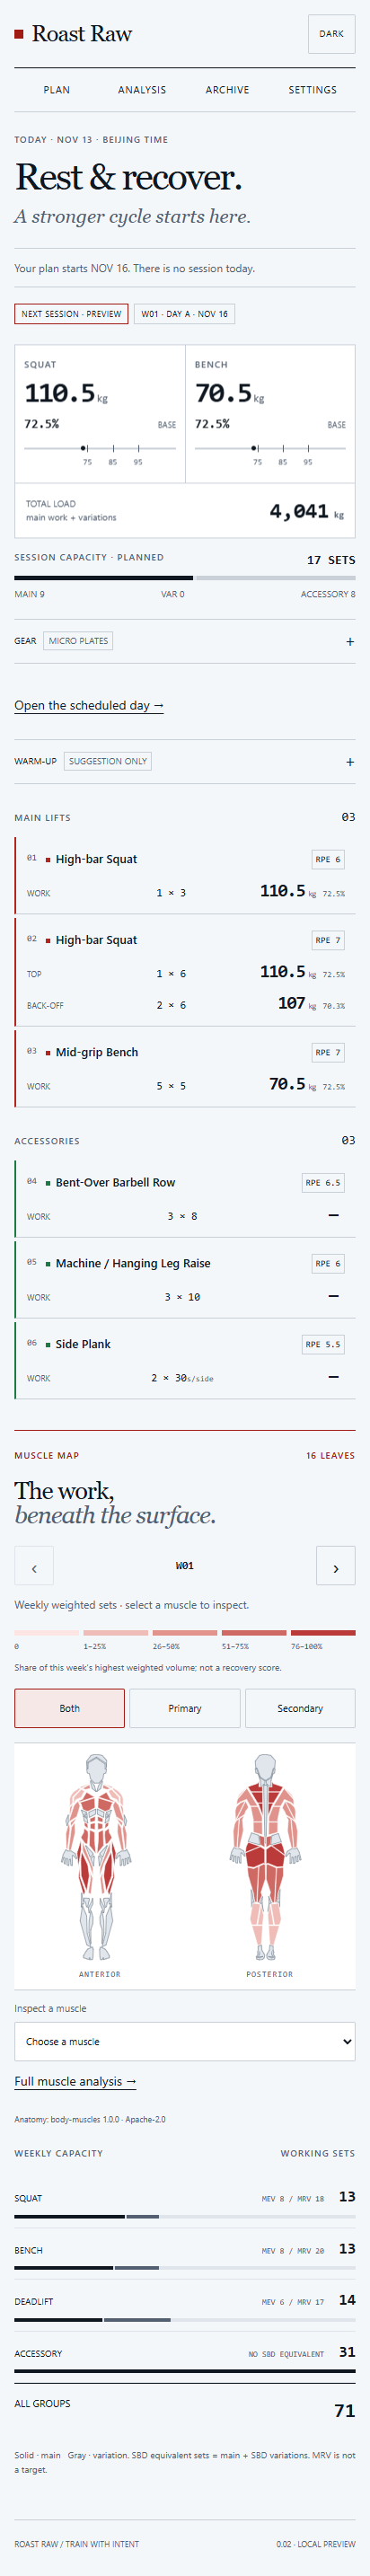 Roast Raw
DARK
PLAN ANALYSIS ARCHIVE SETTINGS
TODAY · NOV 13 · BEIJING TIME
Rest & recover.
A stronger cycle starts here.
Your plan starts NOV 16. There is no session today.
NEXT SESSION · PREVIEW
W01 · DAY A · NOV 16
SQUAT
110.5 kg
72.5% BASE
75 85 95
BENCH
70.5 kg
72.5% BASE
75 85 95
TOTAL LOAD
main work + variations
4,041 kg
SESSION CAPACITY · PLANNED 17 SETS
MAIN 9 VAR 0 ACCESSORY 8
GEAR MICRO PLATES +
Open the scheduled day →
WARM-UP SUGGESTION ONLY +
MAIN LIFTS 03
01 High-bar Squat RPE 6
WORK 1 × 3 110.5 kg 72.5%
02 High-bar Squat RPE 7
TOP 1 × 6 110.5 kg 72.5%
BACK-OFF 2 × 6 107 kg 70.3%
03 Mid-grip Bench RPE 7
WORK 5 × 5 70.5 kg 72.5%
ACCESSORIES 03
04 Bent-Over Barbell Row RPE 6.5
WORK 3 × 8 —
05 Machine / Hanging Leg Raise RPE 6
WORK 3 × 10 —
06 Side Plank RPE 5.5
WORK 2 × 30s/side —
MUSCLE MAP 16 LEAVES
The work,
beneath the surface.
‹ W01 ›
Weekly weighted sets · select a muscle to inspect.
0 1–25% 26–50% 51–75% 76–100%
Share of this week's highest weighted volume; not a recovery score.
Both Primary Secondary
ANTERIOR POSTERIOR
Inspect a muscle
Choose a muscle
Full muscle analysis →
Anatomy: body-muscles 1.0.0 · Apache-2.0
WEEKLY CAPACITY WORKING SETS
SQUAT MEV 8 / MRV 18 13
BENCH MEV 8 / MRV 20 13
DEADLIFT MEV 6 / MRV 17 14
ACCESSORY NO SBD EQUIVALENT 31
ALL GROUPS 71
Solid · main Gray · variation. SBD equivalent sets = main + SBD variations. MRV is not
a target.
ROAST RAW / TRAIN WITH INTENT 0.02 · LOCAL PREVIEW